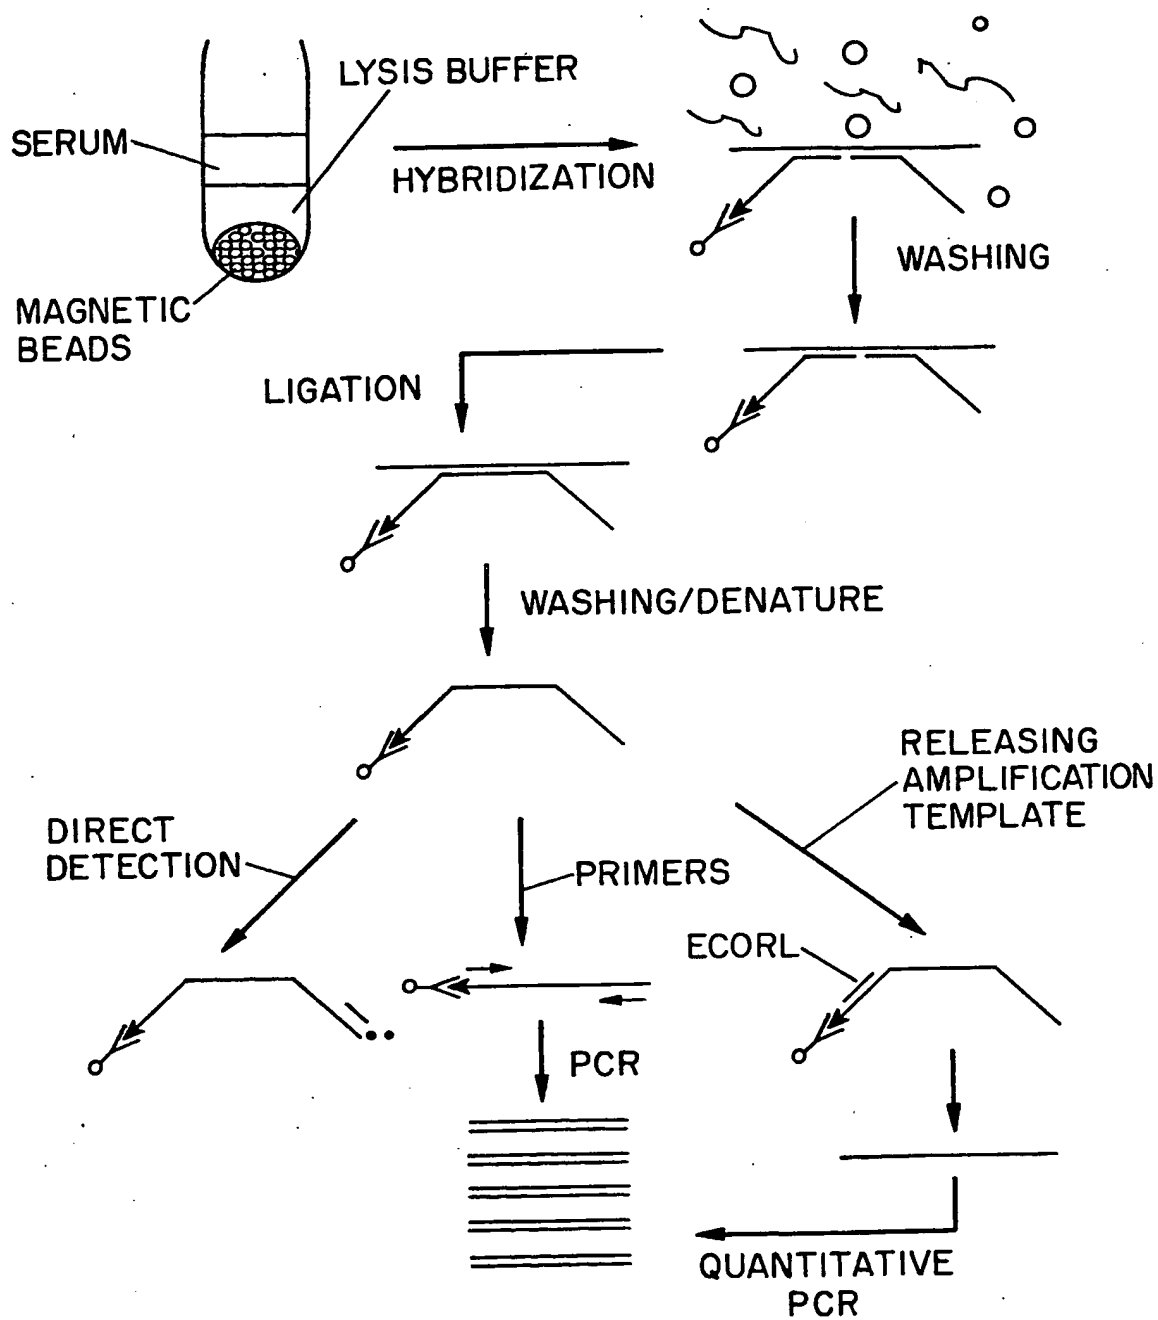 LYSIS BUFFER
SERUM
HYBRIDIZATION
WASHING
MAGNETIC
BEADS
LIGATION
WASHING/DENATURE
RELEASING
AMPLIFICATION
TEMPLATE
DIRECT
DETECTION
PRIMERS
ECORL
PCR
QUANTITATIVE
PCR